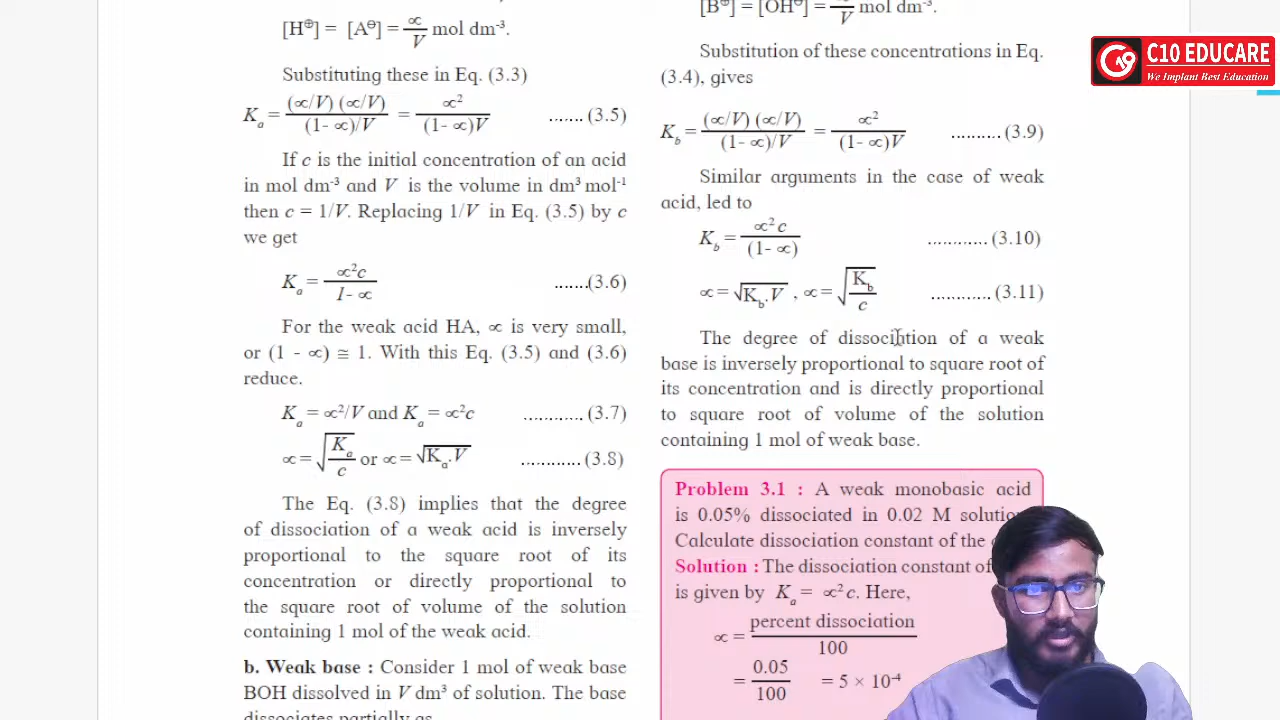 [H⊕] = [A⊖] = ∝/V mol dm-³.
Substituting these in Eq. (3.3)
Kₐ = (∝/V) (∝/V)/(1- ∝)/V = ∝²/(1- ∝)V ....... (3.5)
If c is the initial concentration of an acid
in mol dm-³ and V is the volume in dm³ mol-¹
then c = 1/V. Replacing 1/V in Eq. (3.5) by c
we get
Kₐ = ∝²c/1- ∝ .......(3.6)
For the weak acid HA, ∝ is very small,
or (1 - ∝) ≅ 1. With this Eq. (3.5) and (3.6)
reduce.
Kₐ = ∝²/V and Kₐ = ∝²c ............ (3.7)
∝ = √Kₐ/c or ∝ = √Kₐ.V ............ (3.8)
The Eq. (3.8) implies that the degree
of dissociation of a weak acid is inversely
proportional to the square root of its
concentration or directly proportional to
the square root of volume of the solution
containing 1 mol of the weak acid.
b. Weak base : Consider 1 mol of weak base
BOH dissolved in V dm³ of solution. The base
dissociates partially as
[B⊕] = [OH⊖] = ∝/V mol dm-³.
Substitution of these concentrations in Eq.
(3.4), gives
K_b = (∝/V) (∝/V)/(1- ∝)/V = ∝²/(1- ∝)V .......... (3.9)
Similar arguments in the case of weak
acid, led to
K_b = ∝² c/(1- ∝) ............ (3.10)
∝ = √K_b.V , ∝ = √K_b/c ............ (3.11)
The degree of dissociation of a weak
base is inversely proportional to square root of
its concentration and is directly proportional
to square root of volume of the solution
containing 1 mol of weak base.
Problem 3.1 : A weak monobasic acid
is 0.05% dissociated in 0.02 M
Calculate dissociation constant of the
Solution : The dissociation constant of
is given by Kₐ = ∝² c. Here,
∝ = percent dissociation/100
= 0.05/100 = 5 × 10-⁴
C10 EDUCARE
We Implant Best Education